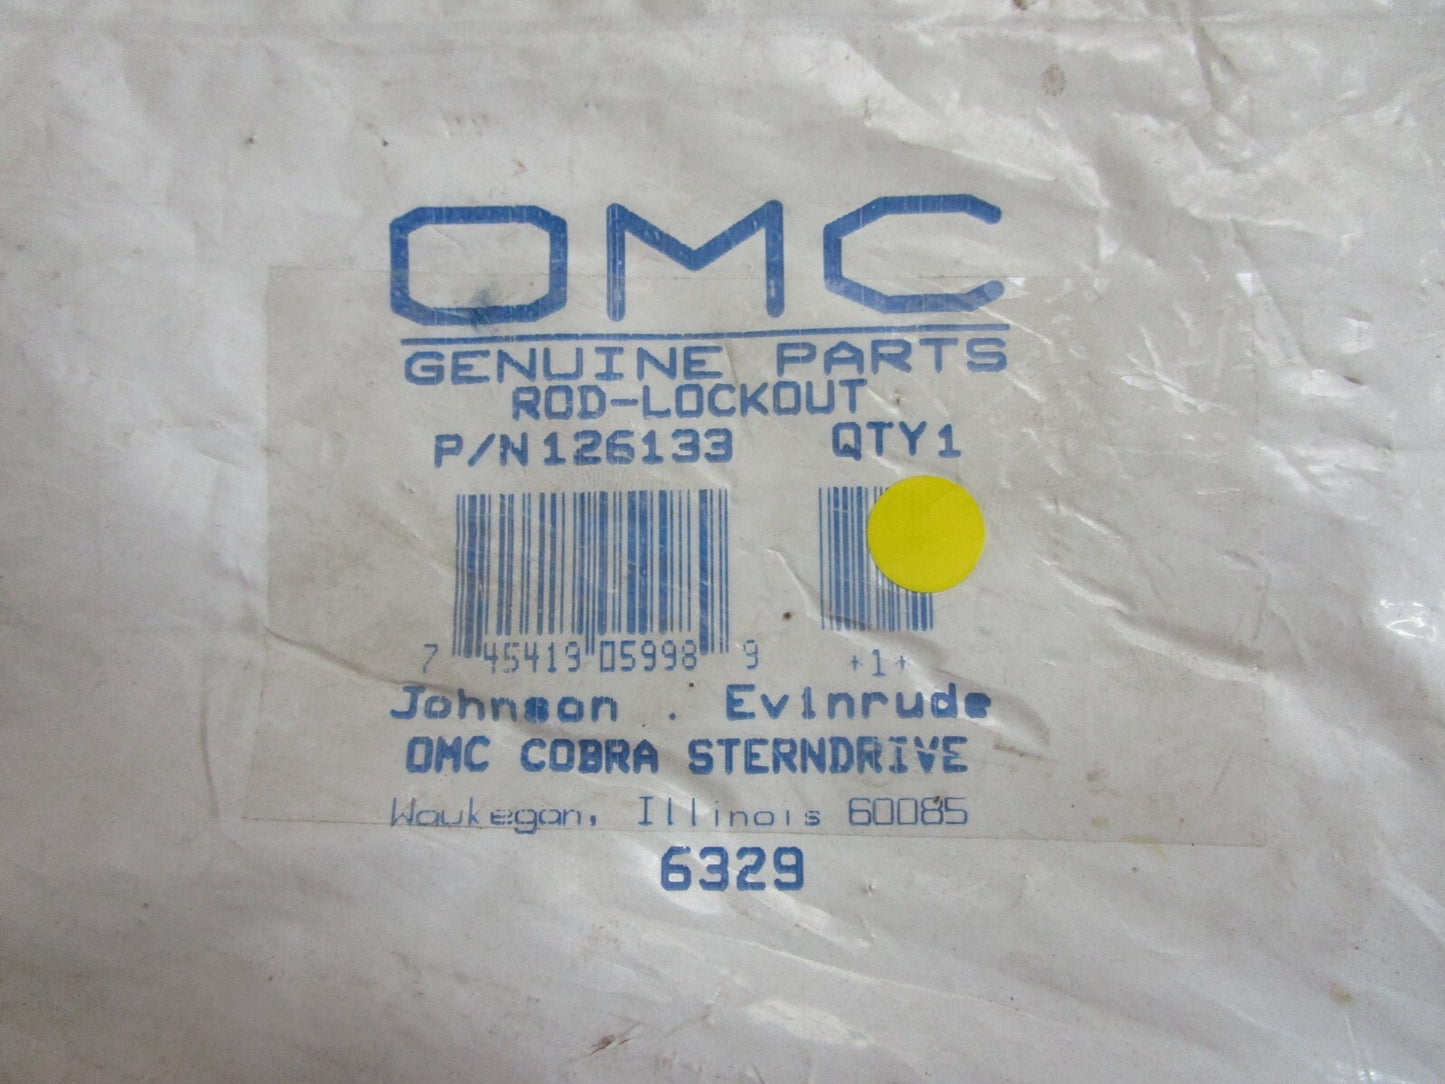 OMC
GENUINE PARTS
ROD-LOCKOUT
P/N126133 QTY1
7 45419 05998 9 +1+
Johnson . Evinrude
OMC COBRA STERNDRIVE
Waukegan, Illinois 60085
6329